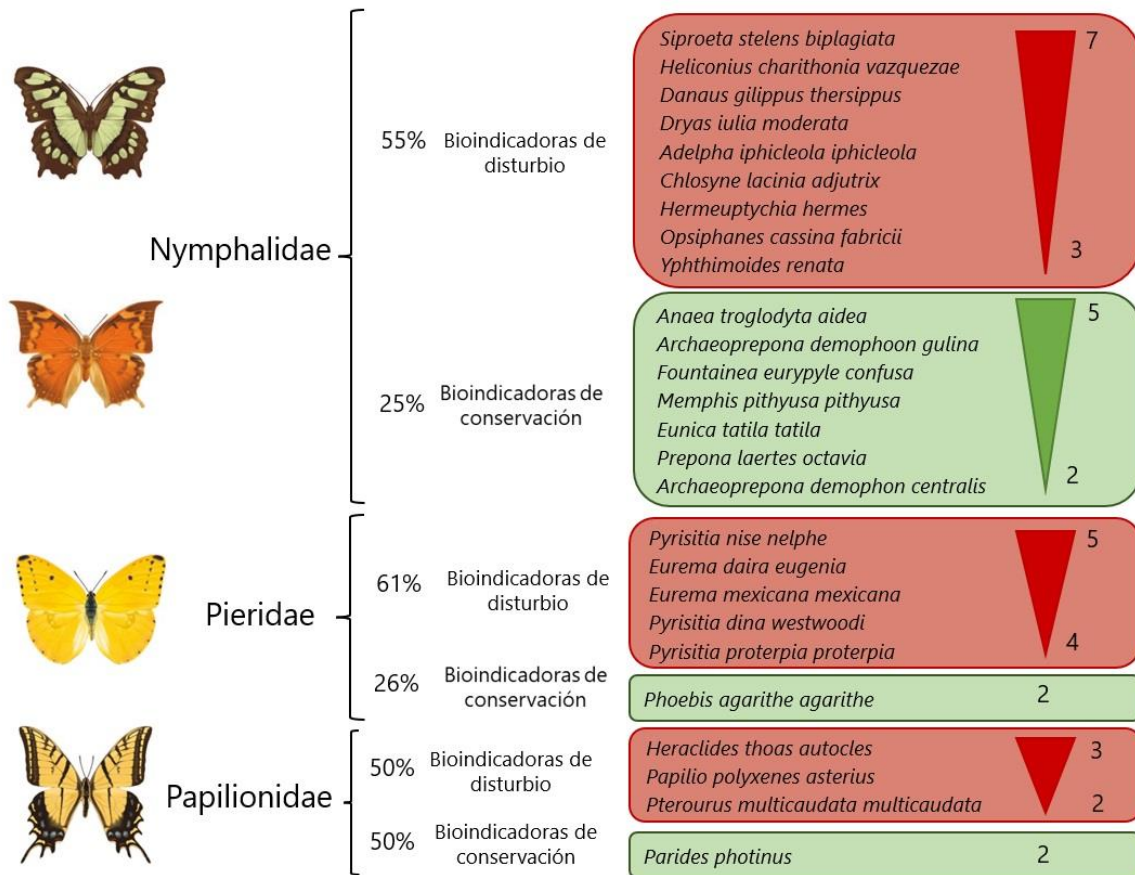 Nymphalidae
55%
Bioindicadoras de
disturbio
Siproeta stelens biplagiata
Heliconius charithonia vazquezae
Danaus gilippus thersippus
Dryas iulia moderata
Adelpha iphicleola iphicleola
Chlosyne lacinia adjutrix
Hermeuptychia hermes
Opsiphanes cassina fabricii
Yphthimoides renata
7
3
25%
Bioindicadoras de
conservación
Anaea troglodyta aidea
Archaeoprepona demophoon gulina
Fountainea eurypyle confusa
Memphis pithyusa pithyusa
Eunica tatila tatila
Prepona laertes octavia
Archaeoprepona demophon centralis
5
2
Pieridae
61%
Bioindicadoras de
disturbio
Pyrisitia nise nelphe
Eurema daira eugenia
Eurema mexicana mexicana
Pyrisitia dina westwoodi
Pyrisitia proterpia proterpia
5
4
26%
Bioindicadoras de
conservación
Phoebis agarithe agarithe
2
Papilionidae
50%
Bioindicadoras de
disturbio
Heraclides thoas autocles
Papilio polyxenes asterius
Pterourus multicaudata multicaudata
3
2
50%
Bioindicadoras de
conservación
Parides photinus
2